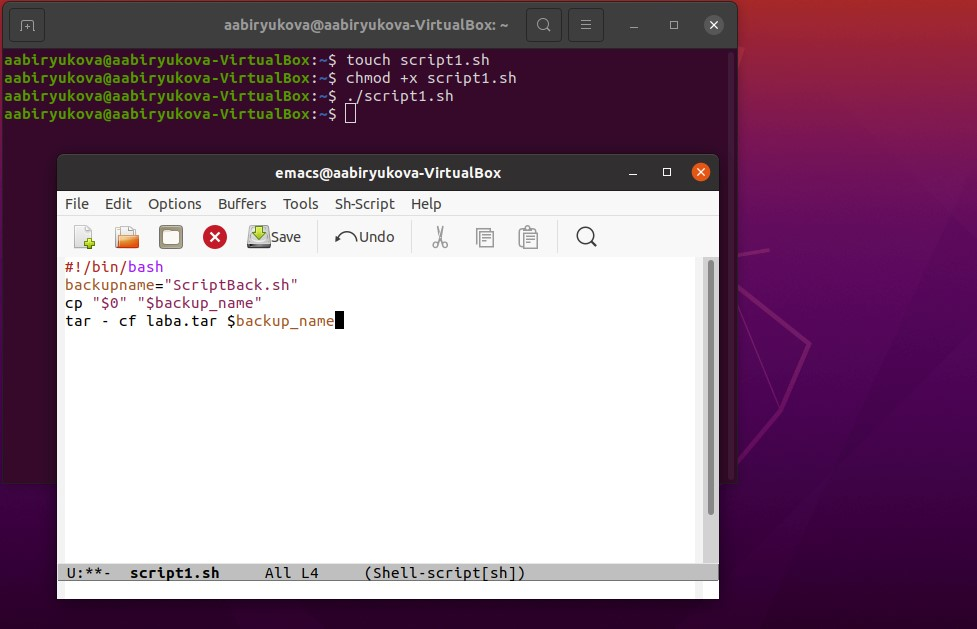 aabiryukova@aabiryukova-VirtualBox: ~
aabiryukova@aabiryukova-VirtualBox:~$ touch script1.sh
aabiryukova@aabiryukova-VirtualBox:~$ chmod +x script1.sh
aabiryukova@aabiryukova-VirtualBox:~$ ./script1.sh
aabiryukova@aabiryukova-VirtualBox:~$
emacs@aabiryukova-VirtualBox
File Edit Options Buffers Tools Sh-Script Help
Save Undo
#!/bin/bash
backupname="ScriptBack.sh"
cp "$0" "$backup_name"
tar - cf laba.tar $backup_name
U:**- script1.sh All L4 (Shell-script[sh])